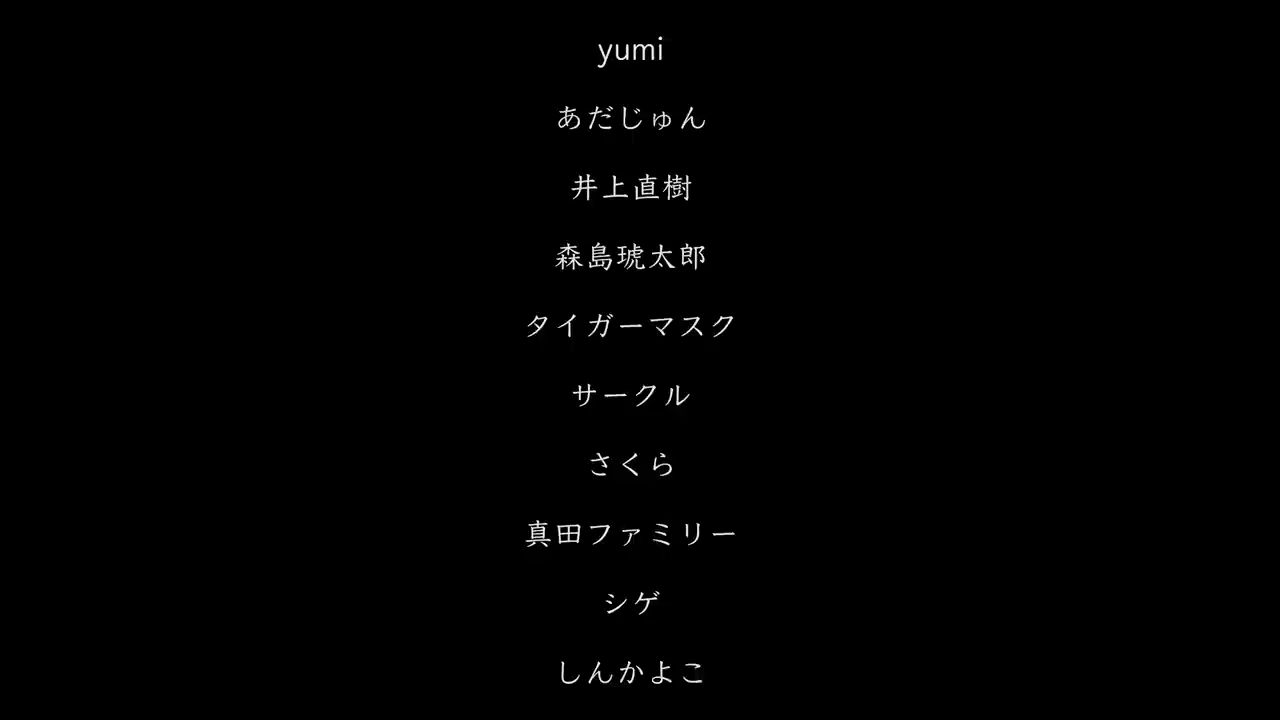 yumi
あだじゅん
井上直樹
森島琥太郎
タイガーマスク
サークル
さくら
真田ファミリー
シゲ
しんかよこ